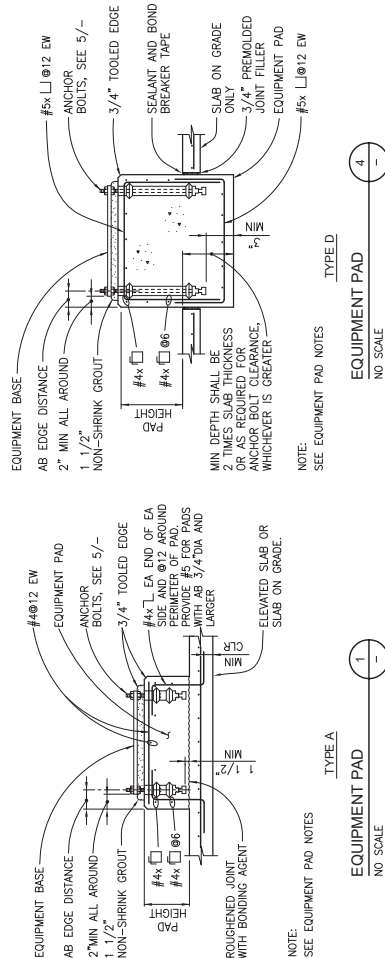 EQUIPMENT BASE
AB EDGE DISTANCE
2" MIN ALL AROUND
1 1/2"
NON-SHRINK GROUT
#5x @12 EW
ANCHOR
BOLTS, SEE 5/-
3/4" TOOLED EDGE
SEALANT AND BOND
BREAKER TAPE
SLAB ON GRADE
ONLY
3/4" PREMOLDED
JOINT FILLER
EQUIPMENT PAD
#5x @12 EW
PAD
HEIGHT
#4x
#4x @6
3"
MIN
MIN DEPTH SHALL BE
2 TIMES SLAB THICKNESS
OR AS REQUIRED FOR
ANCHOR BOLT CLEARANCE,
WHICHEVER IS GREATER
NOTE:
SEE EQUIPMENT PAD NOTES
TYPE D
EQUIPMENT PAD
NO SCALE
4
-
EQUIPMENT BASE
AB EDGE DISTANCE
2"MIN ALL AROUND
1 1/2"
NON-SHRINK GROUT
#4@12 EW
EQUIPMENT PAD
ANCHOR
BOLTS, SEE 5/-
3/4" TOOLED EDGE
#4x EA END OF EA
SIDE AND @12 AROUND
PERIMETER OF PAD.
PROVIDE #5 FOR PADS
WITH AB 3/4"DIA AND
LARGER
ELEVATED SLAB OR
SLAB ON GRADE.
PAD
HEIGHT
#4x
#4x @6
1 1/2"
MIN
MIN
CLR
ROUGHENED JOINT
WITH BONDING AGENT
NOTE:
SEE EQUIPMENT PAD NOTES
TYPE A
EQUIPMENT PAD
NO SCALE
1
-